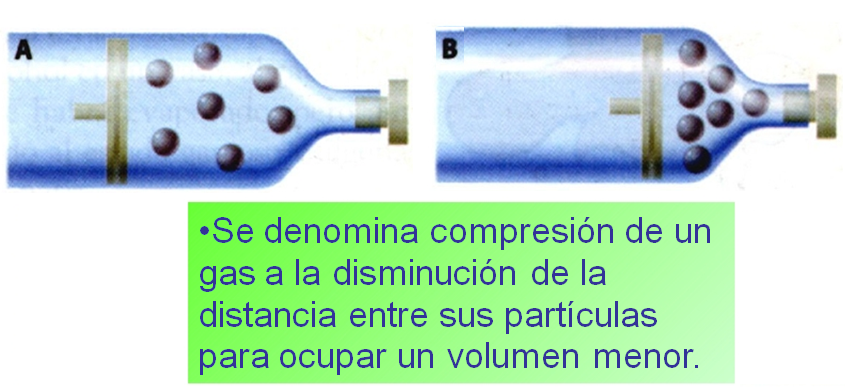 A
B
•Se denomina compresión de un
gas a la disminución de la
distancia entre sus partículas
para ocupar un volumen menor.